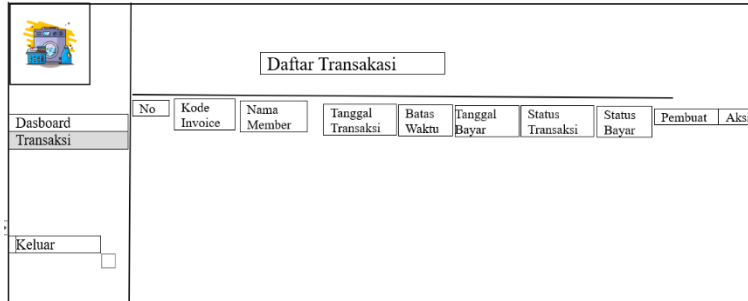 Daftar Transakasi
Dasboard
Transaksi
Keluar
No
Kode
Invoice
Nama
Member
Tanggal
Transaksi
Batas
Waktu
Tanggal
Bayar
Status
Transaksi
Status
Bayar
Pembuat
Aksi